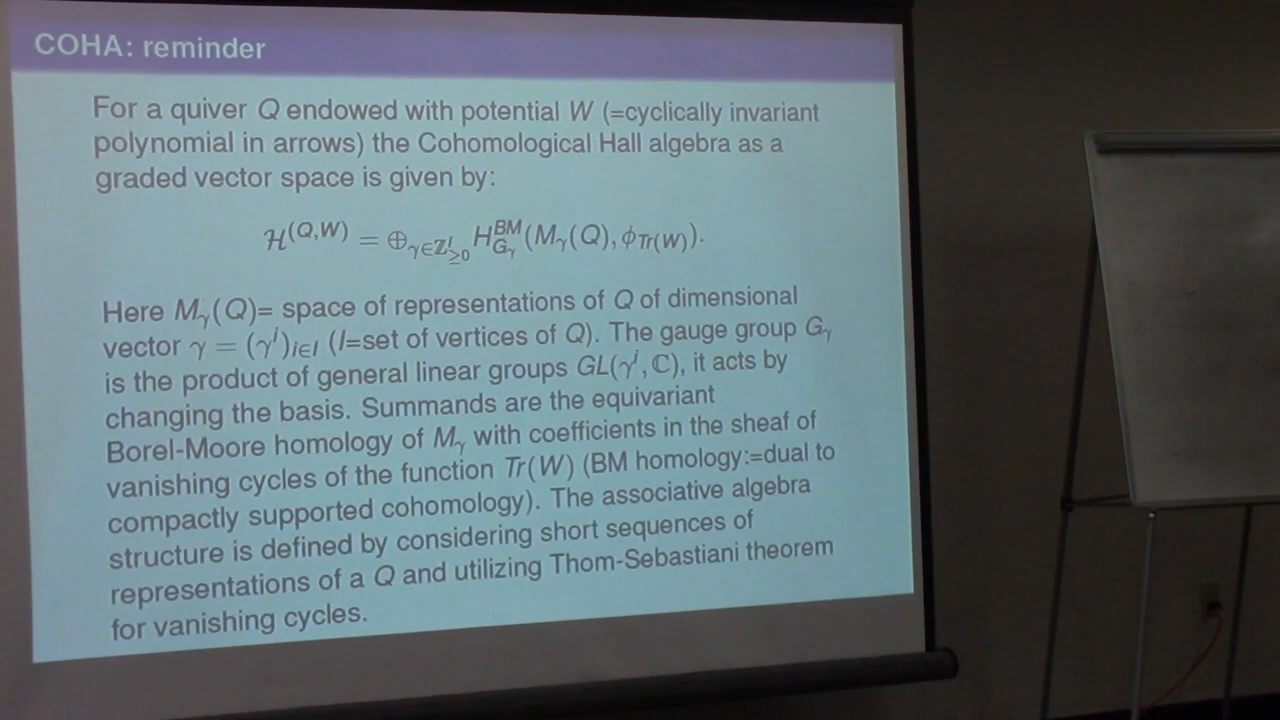 COHA: reminder
For a quiver Q endowed with potential W (=cyclically invariant
polynomial in arrows) the Cohomological Hall algebra as a
graded vector space is given by:
ℋ^(Q,W) = ⊕_{γ∈ℤ^I_{≥0}} H^{BM}_{G_γ}(M_γ(Q), ϕ_{Tr(W)}).
Here M_γ(Q)= space of representations of Q of dimensional
vector γ = (γ^i)_{i∈I} (I=set of vertices of Q). The gauge group G_γ
is the product of general linear groups GL(γ^i, ℂ), it acts by
changing the basis. Summands are the equivariant
Borel-Moore homology of M_γ with coefficients in the sheaf of
vanishing cycles of the function Tr(W) (BM homology:=dual to
compactly supported cohomology). The associative algebra
structure is defined by considering short sequences of
representations of a Q and utilizing Thom-Sebastiani theorem
for vanishing cycles.